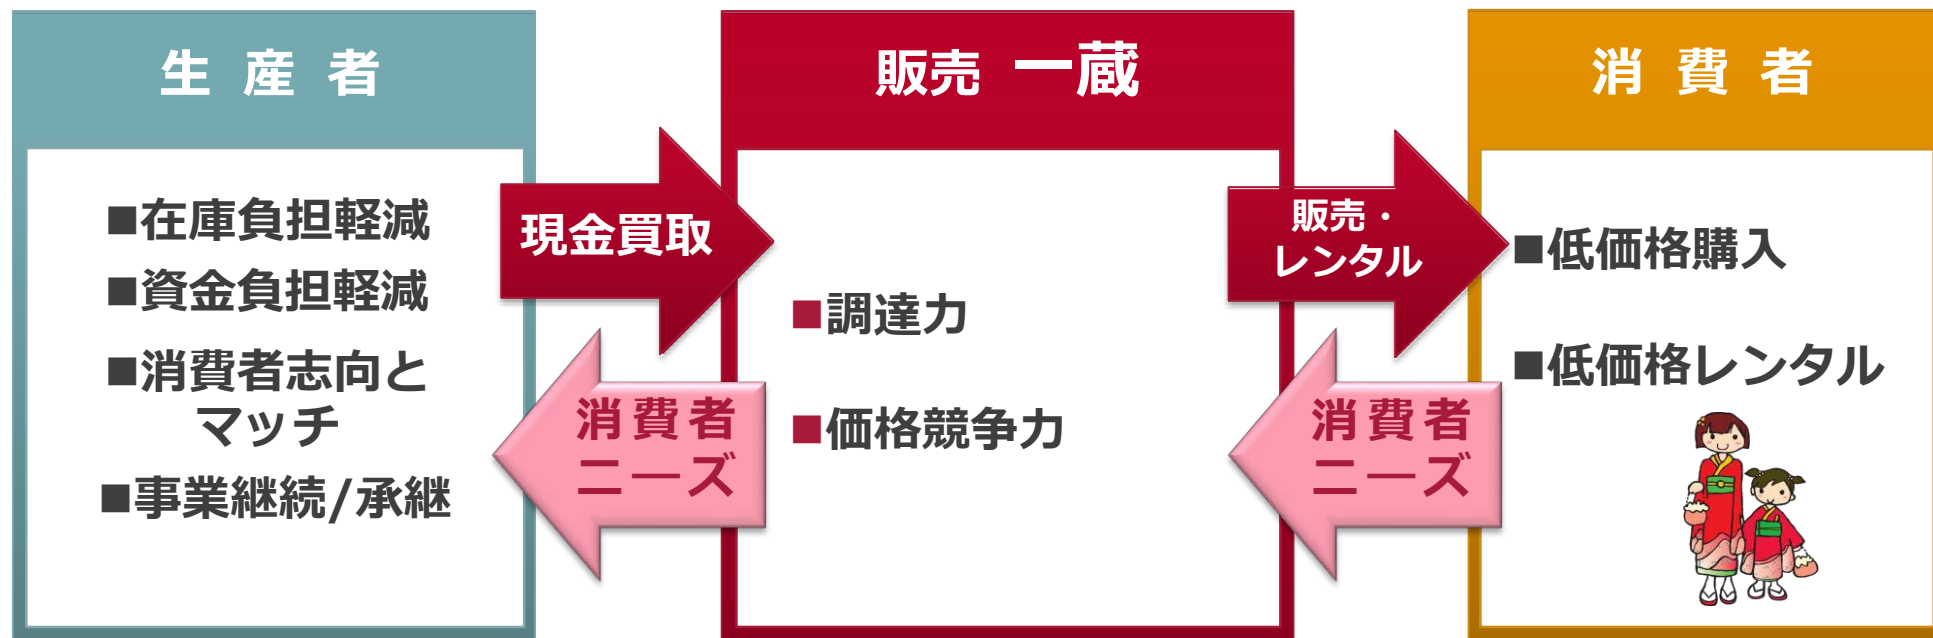 生 産 者
■在庫負担軽減
■資金負担軽減
■消費者志向と
マッチ
■事業継続/承継
現金買取
消費者
ニーズ
販売 一蔵
■調達力
■価格競争力
販売・
レンタル
消費者
ニーズ
消 費 者
■低価格購入
■低価格レンタル